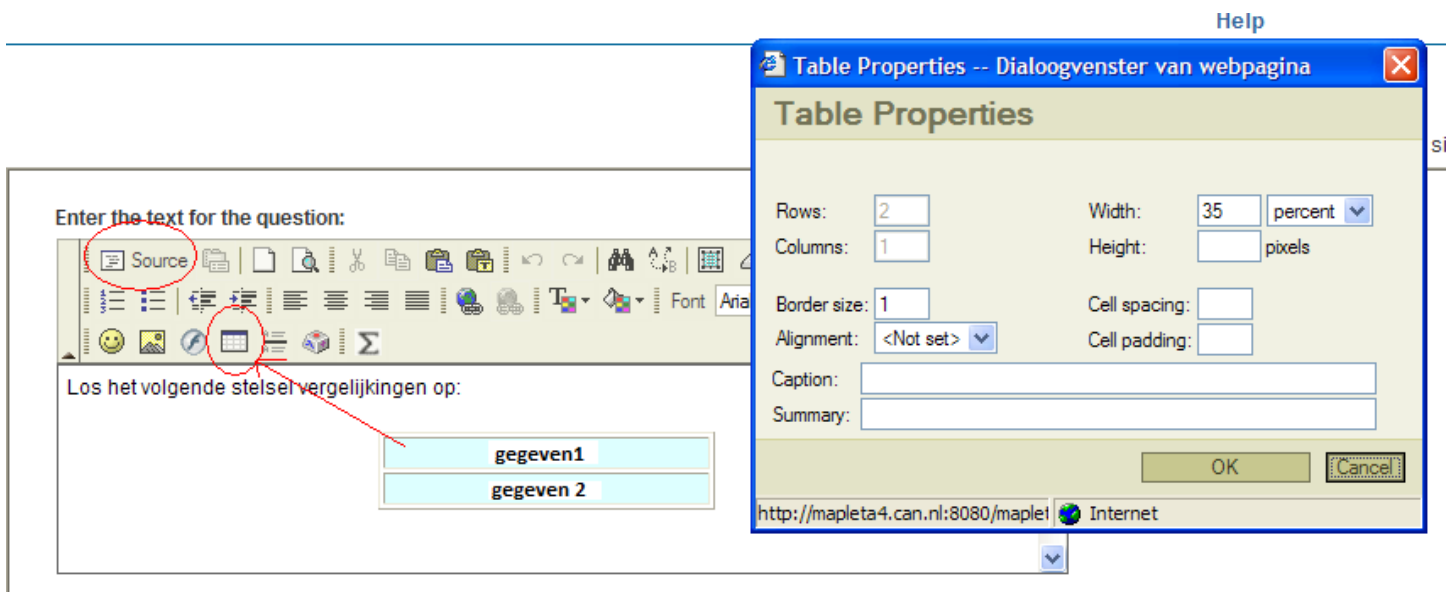 Help
Table Properties -- Dialoogvenster van webpagina
Table Properties
si
Rows: 2 Width: 35 percent
Columns: 1 Height: pixels
Border size: 1 Cell spacing:
Alignment: <Not set> Cell padding:
Caption:
Summary:
OK Cancel
http://mapleta4.can.nl:8080/maplet Internet
Enter the text for the question:
Source
Font Aria
Los het volgende stelsel vergelijkingen op:
gegeven1
gegeven 2